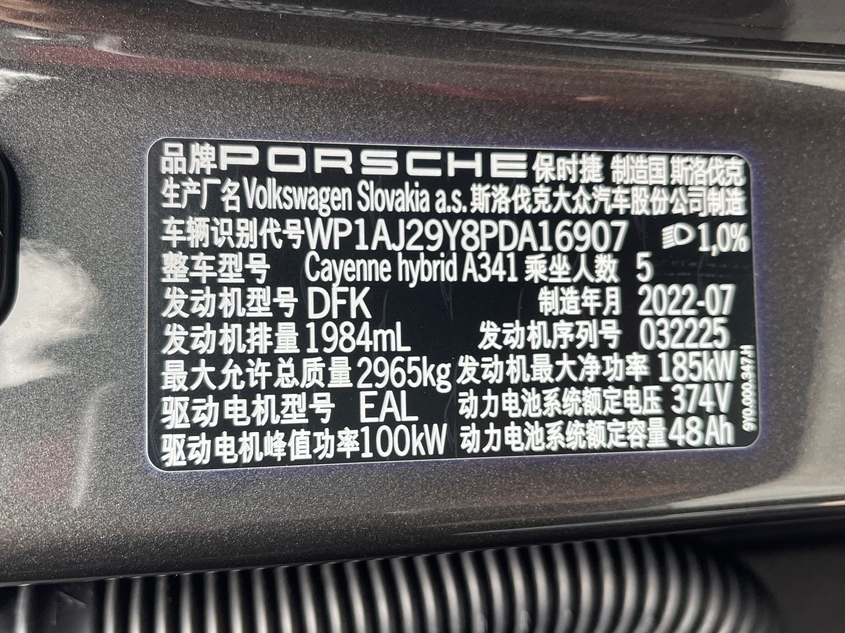 品牌PORSCHE保时捷 制造国 斯洛伐克
生产厂名Volkswagen Slovakia a.s.斯洛伐克大众汽车股份公司制造
车辆识别代号WP1AJ29Y8PDA16907 1,0%
整车型号 Cayenne hybrid A341 乘坐人数 5
发动机型号 DFK 制造年月 2022-07
发动机排量1984mL 发动机序列号 032225
最大允许总质量2965kg 发动机最大净功率 185kW
驱动电机型号 EAL 动力电池系统额定电压 374V
驱动电机峰值功率100kW 动力电池系统额定容量48Ah
9Y0.000.347.H